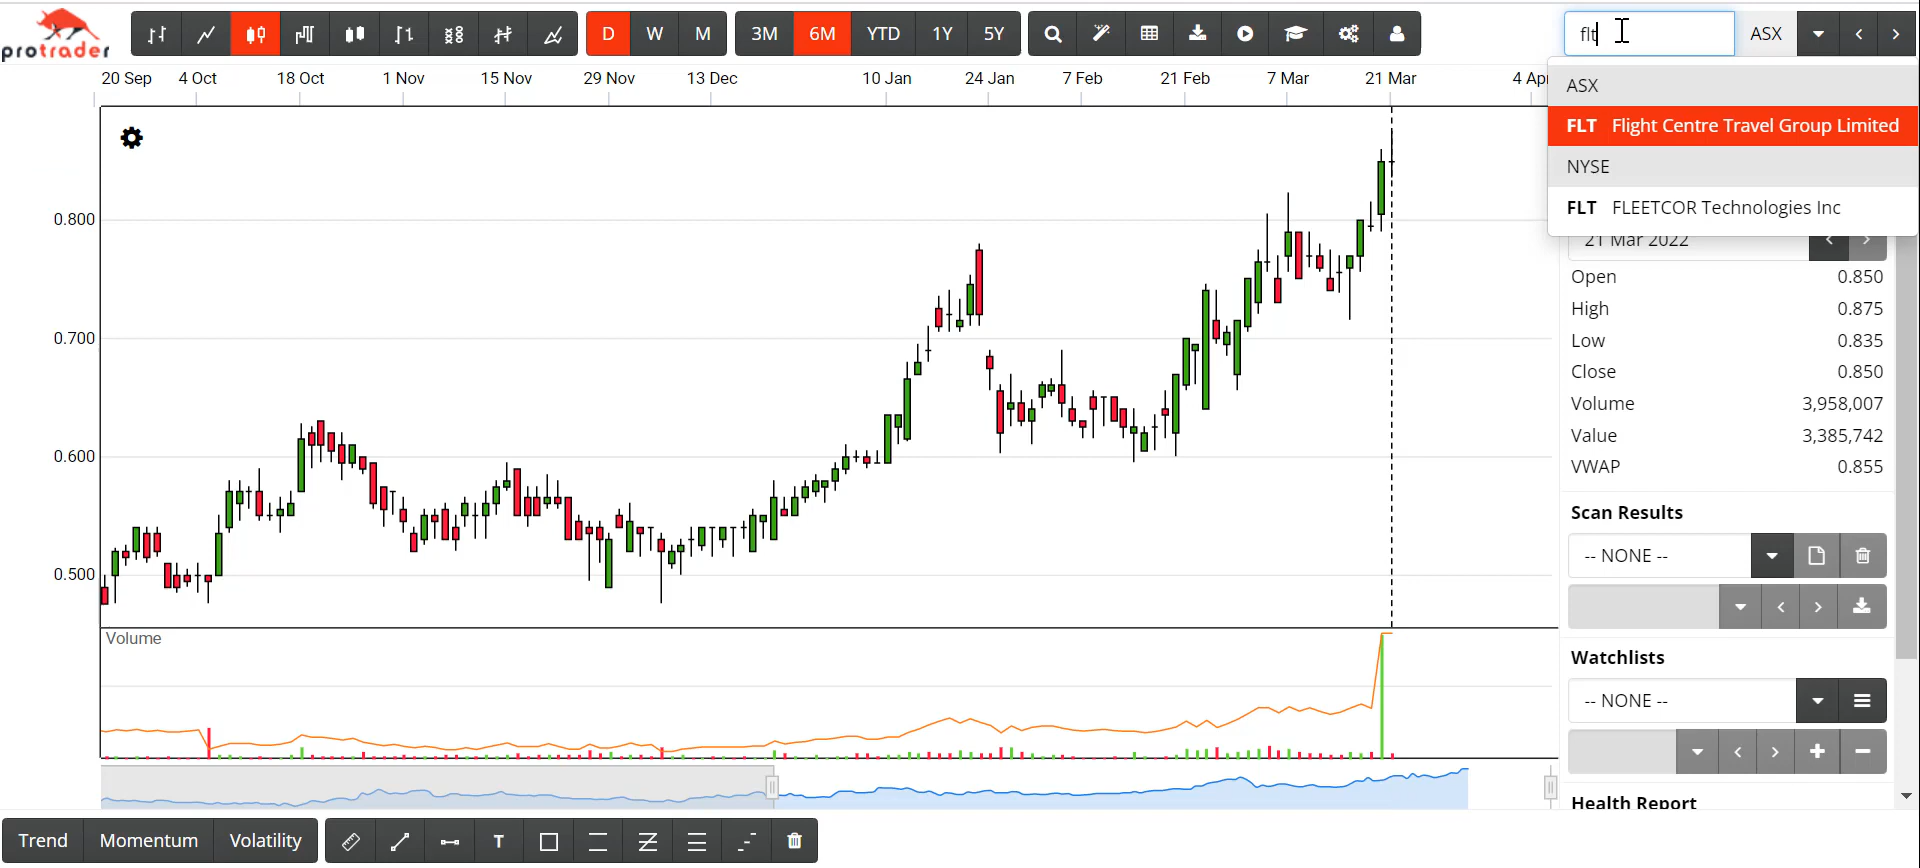 protrader
D W M
3M 6M YTD 1Y 5Y
flt ASX
20 Sep 4 Oct 18 Oct 1 Nov 15 Nov 29 Nov 13 Dec 10 Jan 24 Jan 7 Feb 21 Feb 7 Mar 21 Mar 4 Apr
ASX
FLT Flight Centre Travel Group Limited
NYSE
FLT FLEETCOR Technologies Inc
21 Mar 2022
0.800
0.700
0.600
0.500
Open 0.850
High 0.875
Low 0.835
Close 0.850
Volume 3,958,007
Value 3,385,742
VWAP 0.855
Scan Results
-- NONE --
Volume
Watchlists
-- NONE --
Health Report
Trend Momentum Volatility
T